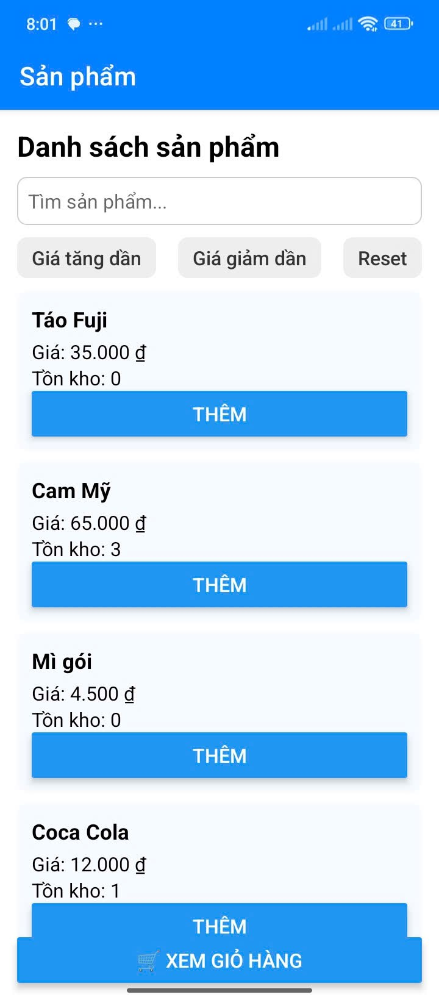 8:01
41
Sản phẩm
Danh sách sản phẩm
Tìm sản phẩm...
Giá tăng dần Giá giảm dần Reset
Táo Fuji
Giá: 35.000 ₫
Tồn kho: 0
THÊM
Cam Mỹ
Giá: 65.000 ₫
Tồn kho: 3
THÊM
Mì gói
Giá: 4.500 ₫
Tồn kho: 0
THÊM
Coca Cola
Giá: 12.000 ₫
Tồn kho: 1
THÊM
🛒 XEM GIỎ HÀNG